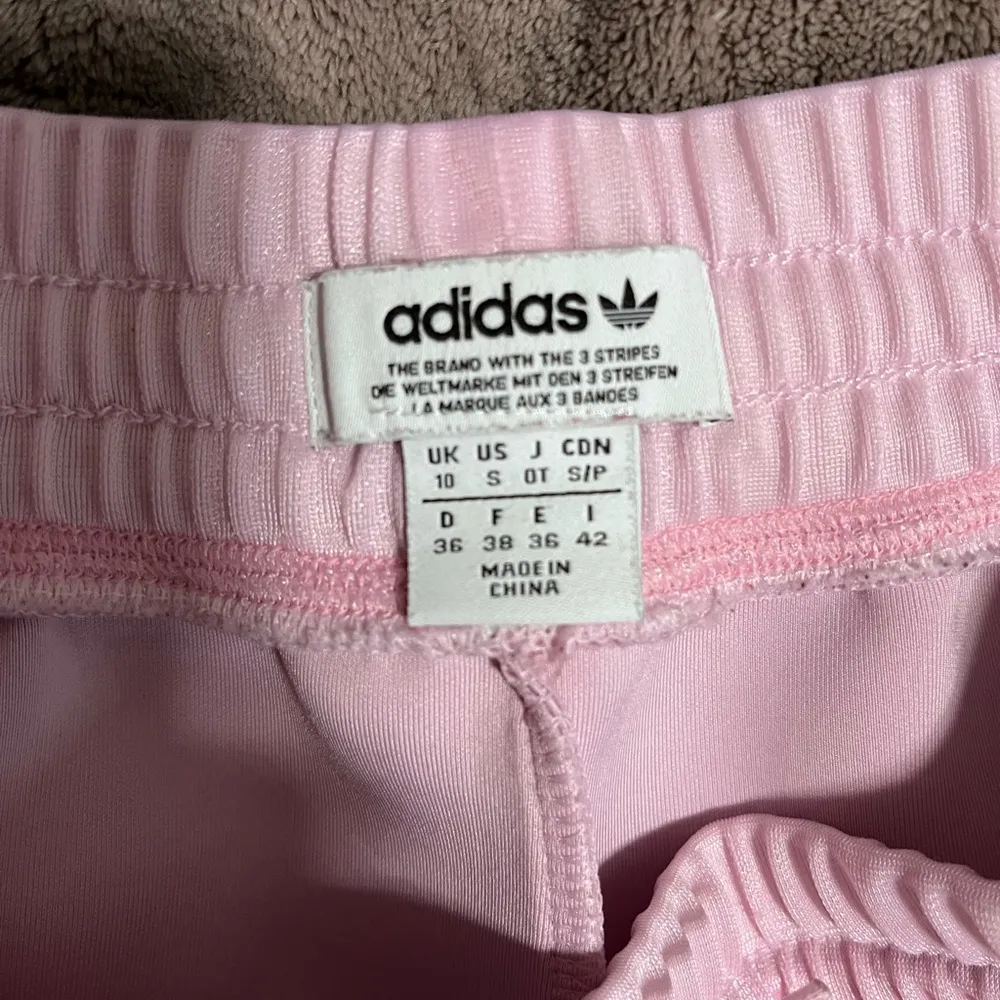 adidas
THE BRAND WITH THE 3 STRIPES
DIE WELTMARKE MIT DEN 3 STREIFEN
LA MARQUE AUX 3 BANDES
UK US J CDN
10 S OT S/P
D F E I
36 38 36 42
MADE IN
CHINA